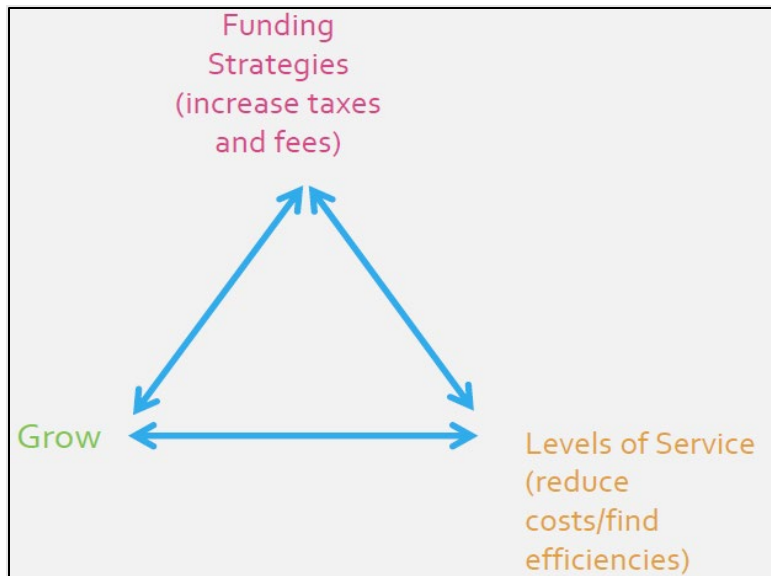 Funding
Strategies
(increase taxes
and fees)
Grow
Levels of Service
(reduce
costs/find
efficiencies)